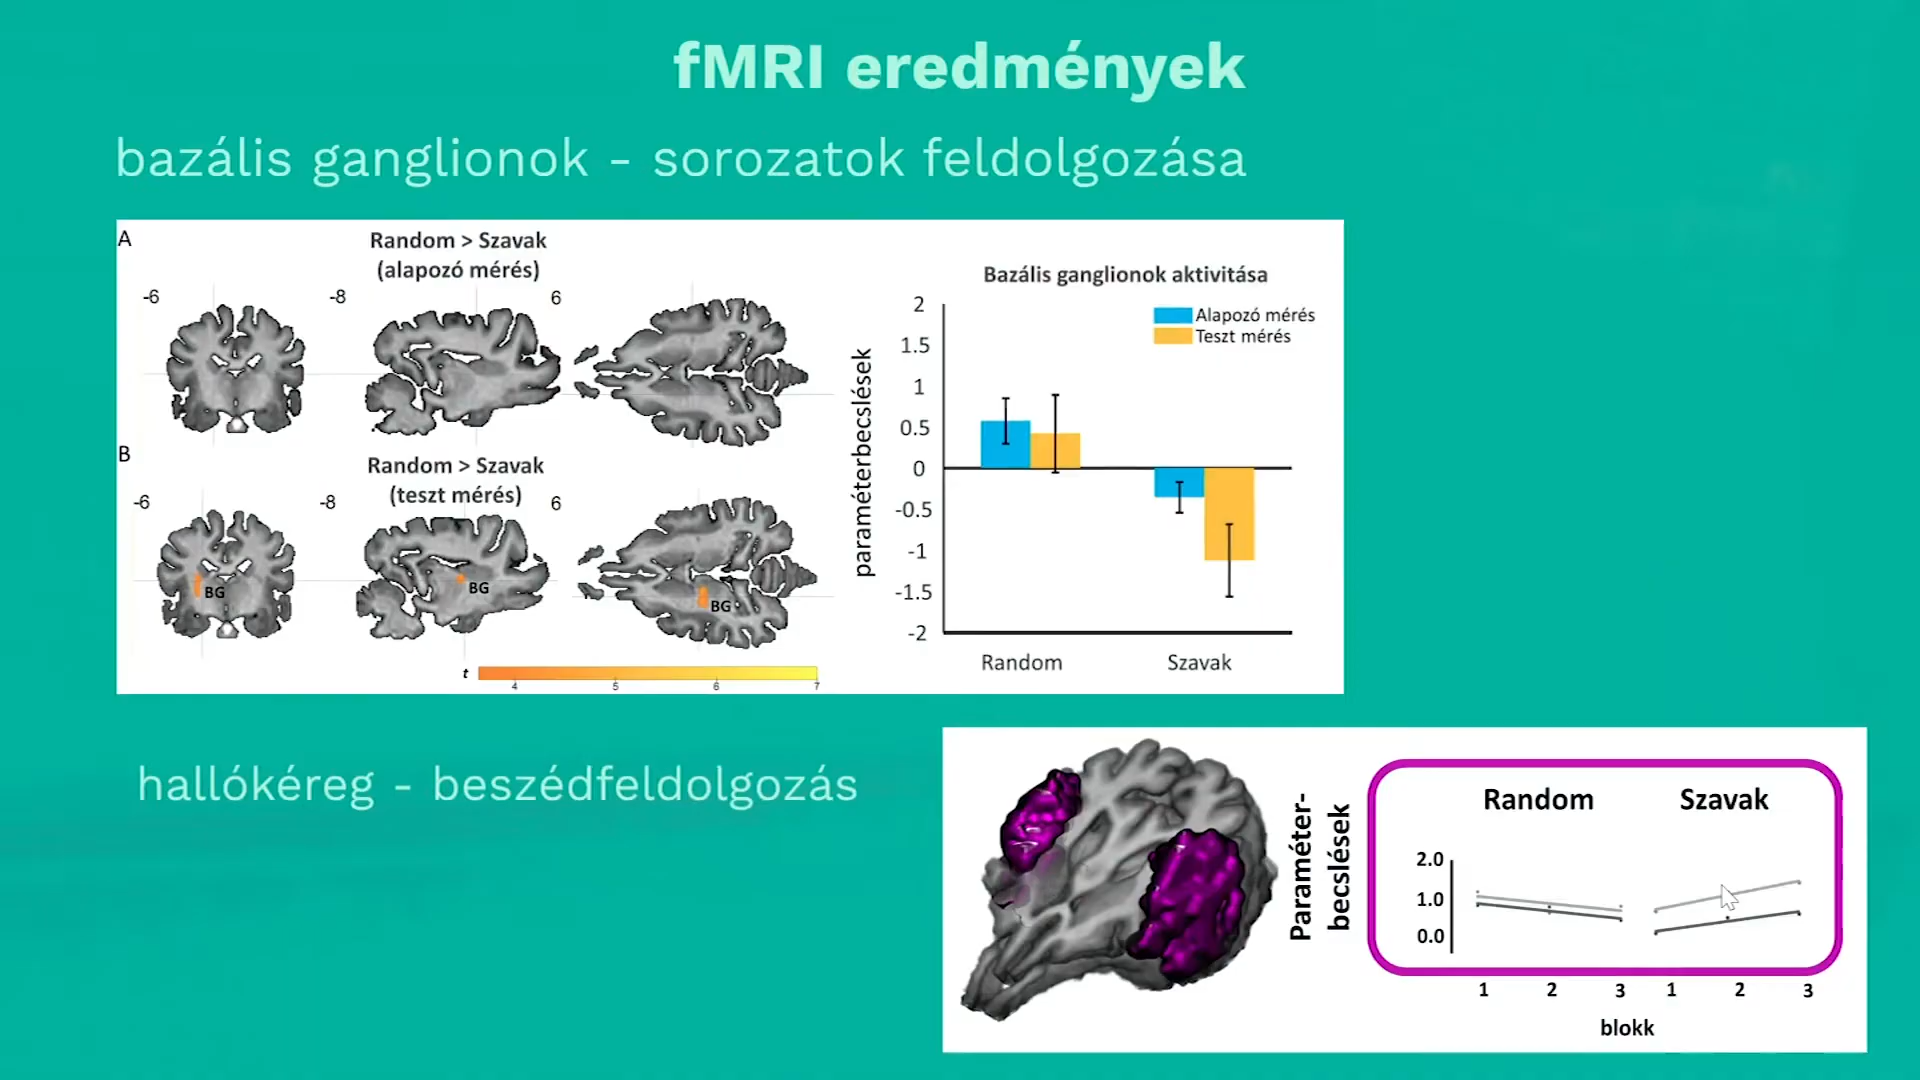 fMRI eredmények
bazális ganglionok - sorozatok feldolgozása
A
Random > Szavak
(alapozó mérés)
-6
-8
6
B
Random > Szavak
(teszt mérés)
-6
-8
6
BG
BG
BG
t
4
5
6
7
Bazális ganglionok aktivitása
Alapozó mérés
Teszt mérés
paraméterbecslések
2
1.5
1
0.5
0
-0.5
-1
-1.5
-2
Random
Szavak
hallókéreg - beszédfeldolgozás
Paraméter-
becslések
Random
Szavak
2.0
1.0
0.0
1 2 3 1 2 3
blokk